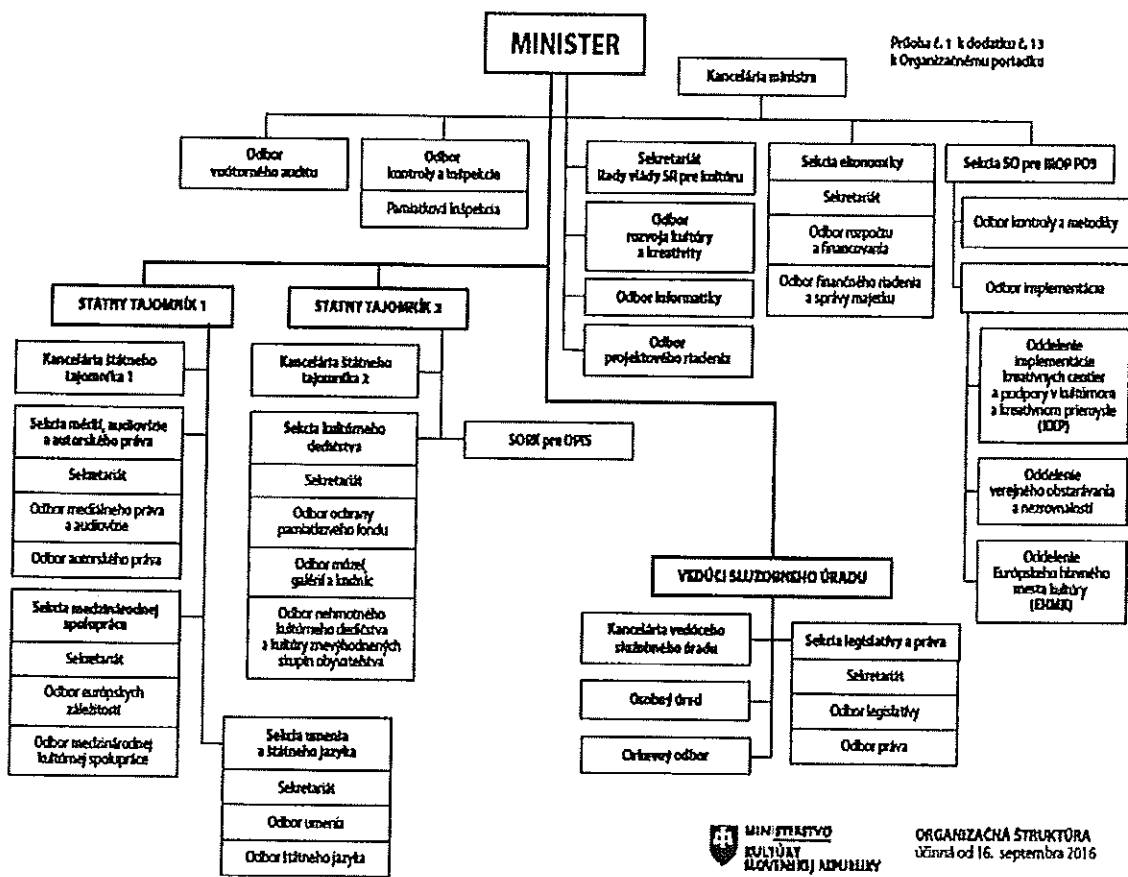 MINISTER
Príloha č. 1 k dodatku č. 13
k Organizačnému poriadku
Kancelária ministra
Odbor
vnútorného auditu
Odbor
kontroly a inšpekcie
Pamiatková inšpekcia
Sekretariát
Rady vlády SR pre kultúru
Odbor
rozvoja kultúry
a kreativity
Odbor informatiky
Odbor
projektového riadenia
Sekcia ekonomiky
Sekretariát
Odbor rozpočtu
a financovania
Odbor finančného riadenia
a správy majetku
Sekcia SO pre IROP PO3
Odbor kontroly a metodiky
Odbor implementácie
Oddelenie
implementácie
kreatívnych centier
a podpory v kultúrnom
a kreatívnom priemysle
(KKP)
Oddelenie
verejného obstarávania
a nezrovnalostí
Oddelenie
Európskeho hlavného
mesta kultúry
(EHMK)
ŠTÁTNY TAJOMNÍK 1
Kancelária štátneho
tajomníka 1
Sekcia médií, audiovízie
a autorského práva
Sekretariát
Odbor mediálneho práva
a audiovízie
Odbor autorského práva
Sekcia medzinárodnej
spolupráce
Sekretariát
Odbor európskych
záležitostí
Odbor medzinárodnej
kultúrnej spolupráce
Sekcia umenia
a štátneho jazyka
Sekretariát
Odbor umenia
Odbor štátneho jazyka
ŠTÁTNY TAJOMNÍK 2
Kancelária štátneho
tajomníka 2
Sekcia kultúrneho
dedičstva
Sekretariát
Odbor ochrany
pamiatkového fondu
Odbor múzeí,
galérií a knižníc
Odbor nehmotného
kultúrneho dedičstva
a kultúry znevýhodnených
skupín obyvateľstva
SORK pre OPIS
VEDÚCI SLUŽOBNÉHO ÚRADU
Kancelária vedúceho
služobného úradu
Osobný úrad
Cirkevný odbor
Sekcia legislatívy a práva
Sekretariát
Odbor legislatívy
Odbor práva
MINISTERSTVO
KULTÚRY
SLOVENSKEJ REPUBLIKY
ORGANIZAČNÁ ŠTRUKTÚRA
účinná od 16. septembra 2016